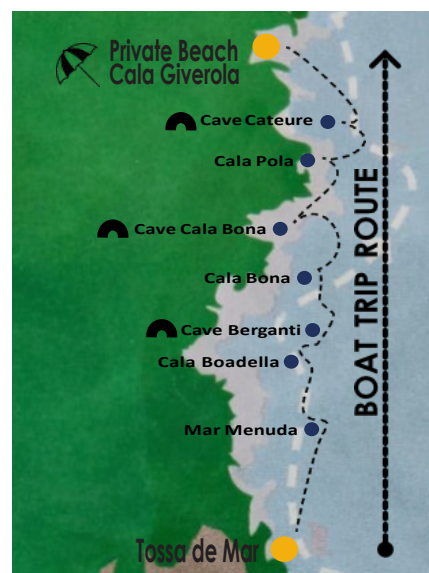 Private Beach
Cala Giverola
Cave Cateure
Cala Pola
Cave Cala Bona
Cala Bona
Cave Berganti
Cala Boadella
Mar Menuda
Tossa de Mar
BOAT TRIP ROUTE